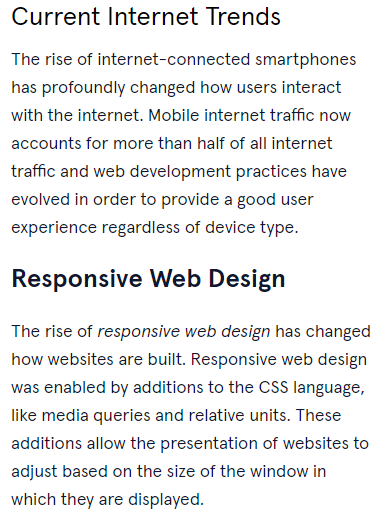 Current Internet Trends
The rise of internet-connected smartphones
has profoundly changed how users interact
with the internet. Mobile internet traffic now
accounts for more than half of all internet
traffic and web development practices have
evolved in order to provide a good user
experience regardless of device type.
Responsive Web Design
The rise of responsive web design has changed
how websites are built. Responsive web design
was enabled by additions to the CSS language,
like media queries and relative units. These
additions allow the presentation of websites to
adjust based on the size of the window in
which they are displayed.